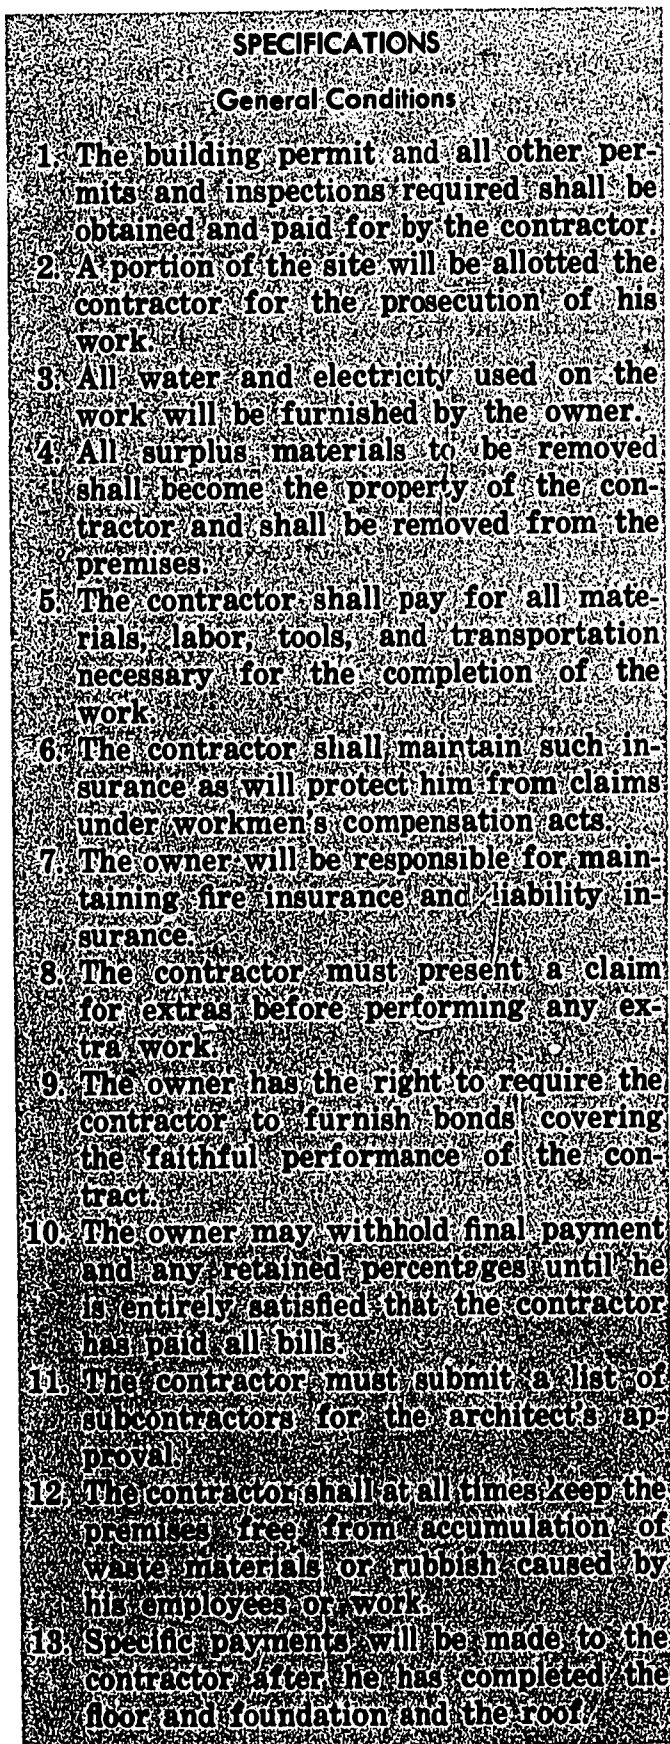 SPECIFICATIONS
General Conditions
1. The building permit and all other per-
mits and inspections required shall be
obtained and paid for by the contractor.
2. A portion of the site will be allotted the
contractor for the prosecution of his
work.
3. All water and electricity used on the
work will be furnished by the owner.
4. All surplus materials to be removed
shall become the property of the con-
tractor and shall be removed from the
premises.
5. The contractor shall pay for all mate-
rials, labor, tools, and transportation
necessary for the completion of the
work.
6. The contractor shall maintain such in-
surance as will protect him from claims
under workmen's compensation acts.
7. The owner will be responsible for main-
taining fire insurance and liability in-
surance.
8. The contractor must present a claim
for extras before performing any ex-
tra work.
9. The owner has the right to require the
contractor to furnish bonds covering
the faithful performance of the con-
tract.
10. The owner may withhold final payment
and any retained percentages until he
is entirely satisfied that the contractor
has paid all bills.
11. The contractor must submit a list of
subcontractors for the architect's ap-
proval.
12. The contractor shall at all times keep the
premises free from accumulation of
waste materials or rubbish caused by
his employees or work.
13. Specific payments will be made to the
contractor after he has completed the
floor and foundation and the roof.